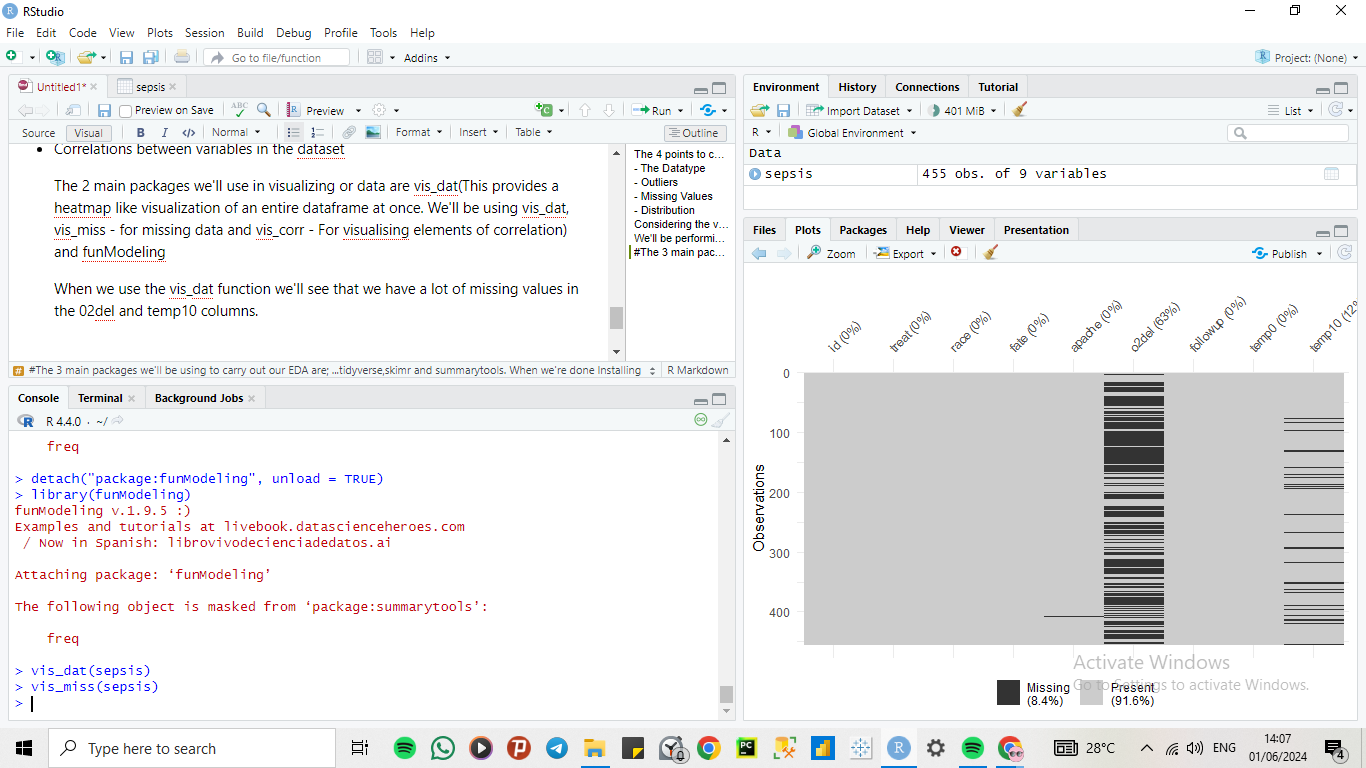 RStudio
File Edit Code View Plots Session Build Debug Profile Tools Help
Go to file/function Addins Project: (None)
Untitled1* sepsis
Preview on Save ABC Preview Run
Source Visual B I </> Normal Format Insert Table Outline
Correlations between variables in the dataset
The 2 main packages we'll use in visualizing or data are vis_dat(This provides a
heatmap like visualization of an entire dataframe at once. We'll be using vis_dat,
vis_miss - for missing data and vis_corr - For visualising elements of correlation)
and funModeling
When we use the vis_dat function we'll see that we have a lot of missing values in
the 02del and temp10 columns.
The 4 points to c...
- The Datatype
- Outliers
- Missing Values
- Distribution
Considering the v...
We'll be performi...
#The 3 main pac...
#The 3 main packages we'll be using to carry out our EDA are; ...tidyverse,skimr and summarytools. When we're done Installing R Markdown
Console Terminal Background Jobs
R 4.4.0 · ~/
freq
> detach("package:funModeling", unload = TRUE)
> library(funModeling)
funModeling v.1.9.5 :)
Examples and tutorials at livebook.datascienceheroes.com
/ Now in Spanish: librovivodecienciadedatos.ai
Attaching package: ‘funModeling’
The following object is masked from ‘package:summarytools’:
freq
> vis_dat(sepsis)
> vis_miss(sepsis)
>
Environment History Connections Tutorial
Import Dataset 401 MiB List
R Global Environment
Data
sepsis 455 obs. of 9 variables
Files Plots Packages Help Viewer Presentation
Zoom Export Publish
id (0%) treat (0%) race (0%) fate (0%) apache (0%) o2del (63%) followup (0%) temp0 (0%) temp10 (12%
0
100
200
300
400
Observations
Missing
(8.4%)
Present
(91.6%)
Activate Windows
Go to Settings to activate Windows.
Type here to search
28°C ENG 14:07
01/06/2024
4